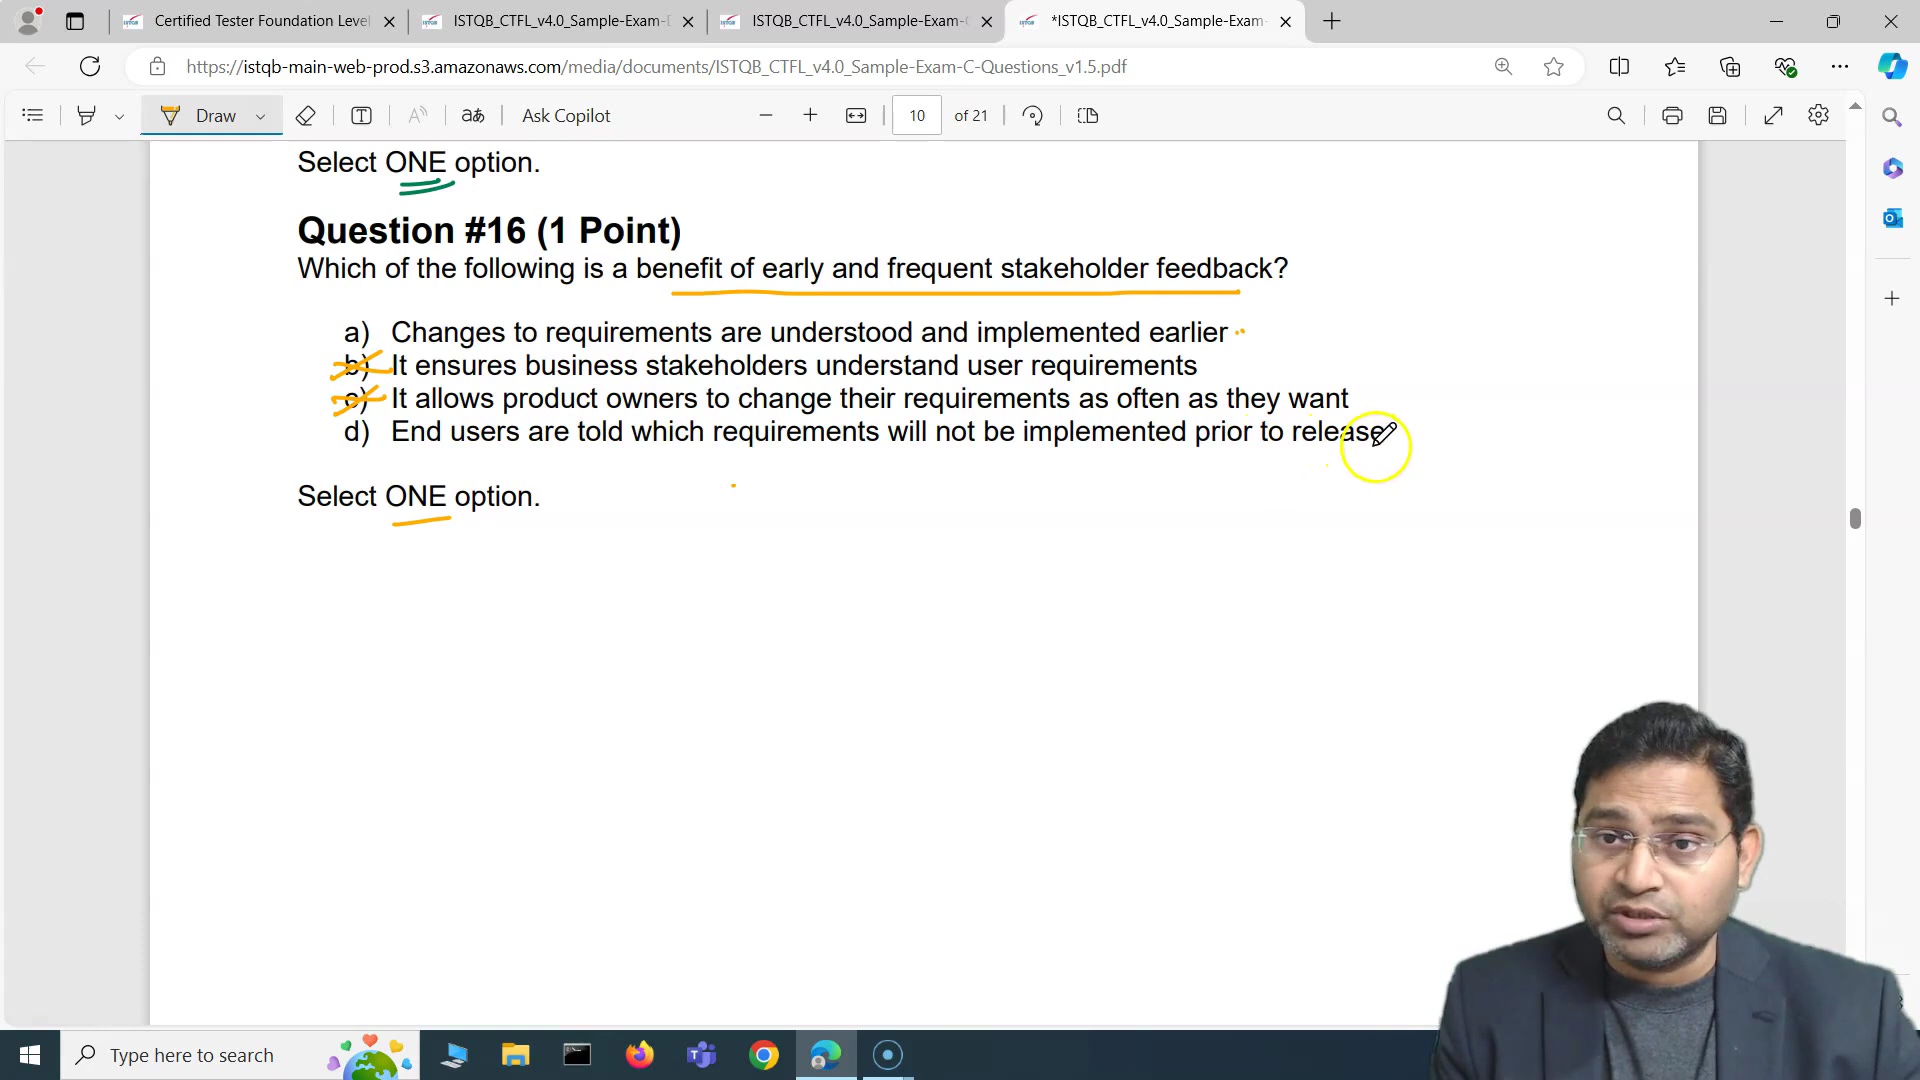 Certified Tester Foundation Level
ISTQB_CTFL_v4.0_Sample-Exam-
ISTQB_CTFL_v4.0_Sample-Exam-
*ISTQB_CTFL_v4.0_Sample-Exam-
https://istqb-main-web-prod.s3.amazonaws.com/media/documents/ISTQB_CTFL_v4.0_Sample-Exam-C-Questions_v1.5.pdf
Draw
aあ
Ask Copilot
10 of 21
Select ONE option.
Question #16 (1 Point)
Which of the following is a benefit of early and frequent stakeholder feedback?
a) Changes to requirements are understood and implemented earlier
b) It ensures business stakeholders understand user requirements
c) It allows product owners to change their requirements as often as they want
d) End users are told which requirements will not be implemented prior to release
Select ONE option.
Type here to search